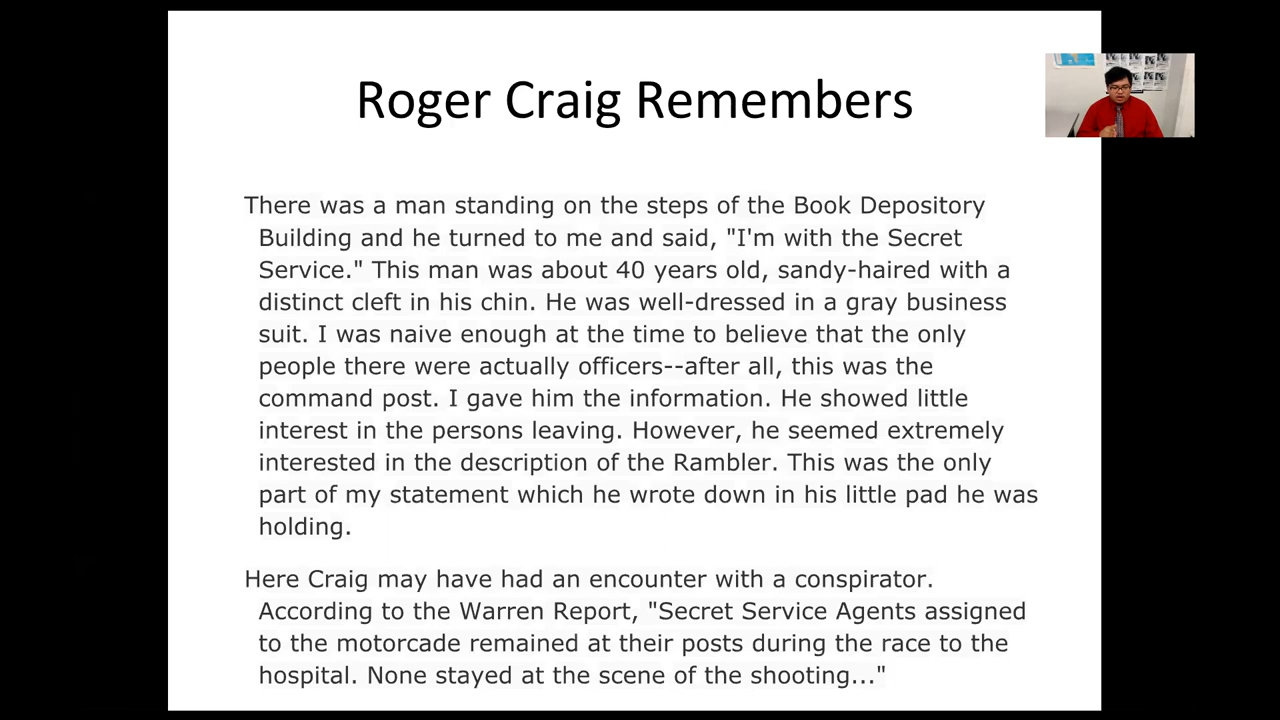 Roger Craig Remembers
There was a man standing on the steps of the Book Depository
Building and he turned to me and said, "I'm with the Secret
Service." This man was about 40 years old, sandy-haired with a
distinct cleft in his chin. He was well-dressed in a gray business
suit. I was naive enough at the time to believe that the only
people there were actually officers--after all, this was the
command post. I gave him the information. He showed little
interest in the persons leaving. However, he seemed extremely
interested in the description of the Rambler. This was the only
part of my statement which he wrote down in his little pad he was
holding.
Here Craig may have had an encounter with a conspirator.
According to the Warren Report, "Secret Service Agents assigned
to the motorcade remained at their posts during the race to the
hospital. None stayed at the scene of the shooting..."